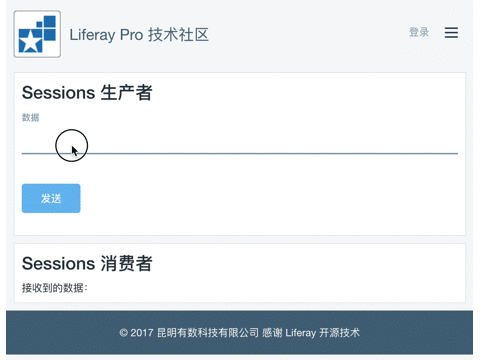 Liferay Pro 技术社区
登录
Sessions 生产者
数据
发送
Sessions 消费者
接收到的数据：
© 2017 昆明有数科技有限公司 感谢 Liferay 开源技术